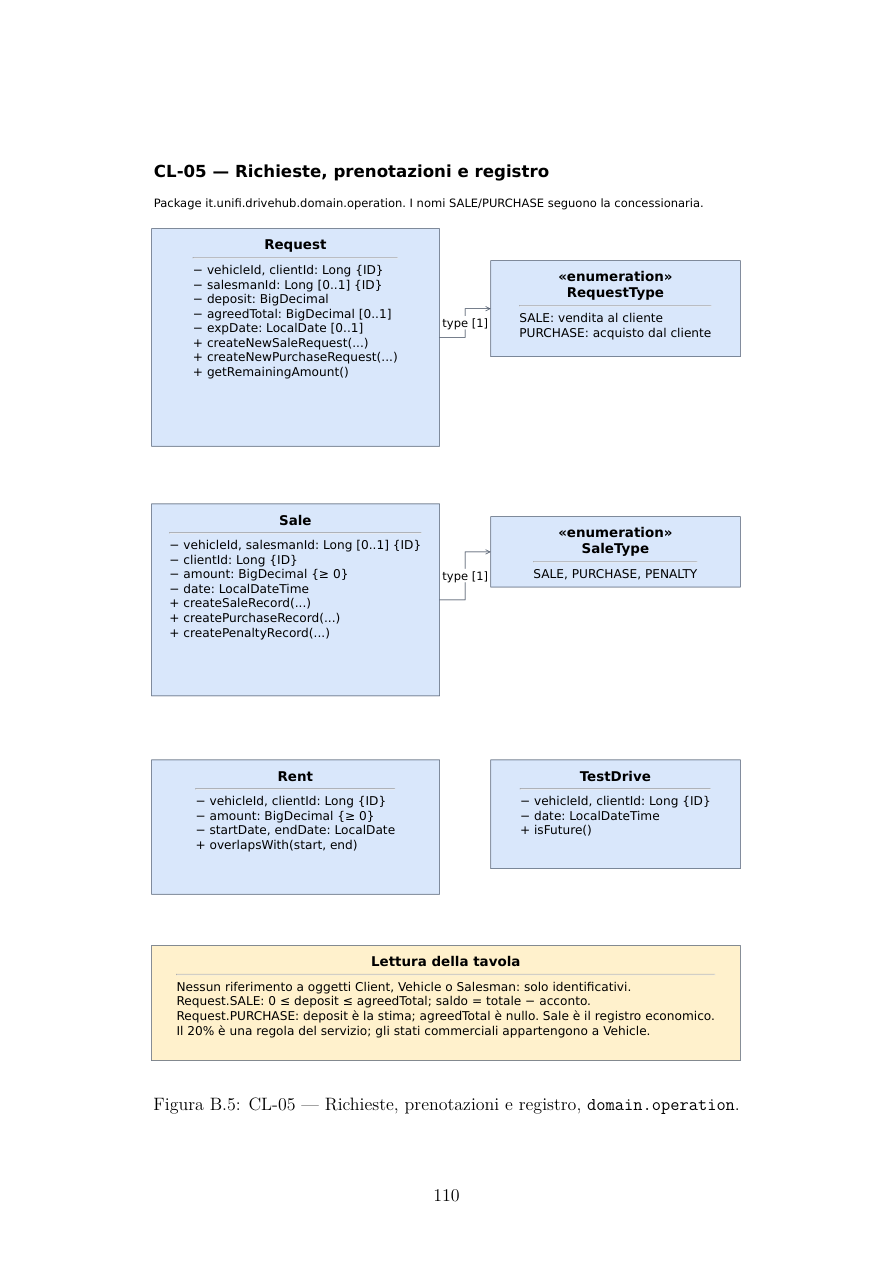 CL-05 — Richieste, prenotazioni e registro
Package it.unifi.drivehub.domain.operation. I nomi SALE/PURCHASE seguono la concessionaria.
Request
− vehicleId, clientId: Long {ID}
− salesmanId: Long [0..1] {ID}
− deposit: BigDecimal
− agreedTotal: BigDecimal [0..1]
− expDate: LocalDate [0..1]
+ createNewSaleRequest(...)
+ createNewPurchaseRequest(...)
+ getRemainingAmount()
type [1]
«enumeration»
RequestType
SALE: vendita al cliente
PURCHASE: acquisto dal cliente
Sale
− vehicleId, salesmanId: Long [0..1] {ID}
− clientId: Long {ID}
− amount: BigDecimal {≥ 0}
− date: LocalDateTime
+ createSaleRecord(...)
+ createPurchaseRecord(...)
+ createPenaltyRecord(...)
type [1]
«enumeration»
SaleType
SALE, PURCHASE, PENALTY
Rent
− vehicleId, clientId: Long {ID}
− amount: BigDecimal {≥ 0}
− startDate, endDate: LocalDate
+ overlapsWith(start, end)
TestDrive
− vehicleId, clientId: Long {ID}
− date: LocalDateTime
+ isFuture()
Lettura della tavola
Nessun riferimento a oggetti Client, Vehicle o Salesman: solo identificativi.
Request.SALE: 0 ≤ deposit ≤ agreedTotal; saldo = totale − acconto.
Request.PURCHASE: deposit è la stima; agreedTotal è nullo. Sale è il registro economico.
Il 20% è una regola del servizio; gli stati commerciali appartengono a Vehicle.
Figura B.5: CL-05 — Richieste, prenotazioni e registro, domain.operation.
110